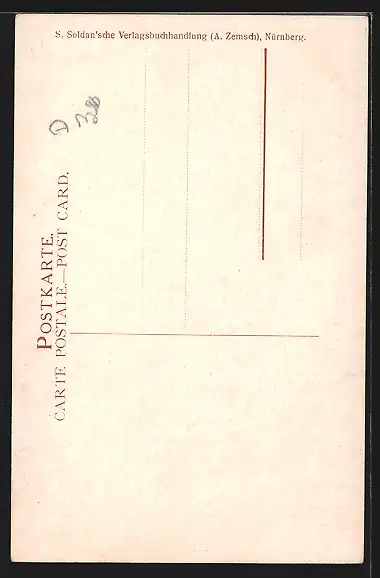 S. Soldan'sche Verlagsbuchhandlung (A. Zemsch), Nürnberg.
POSTKARTE.
CARTE POSTALE.—POST CARD.